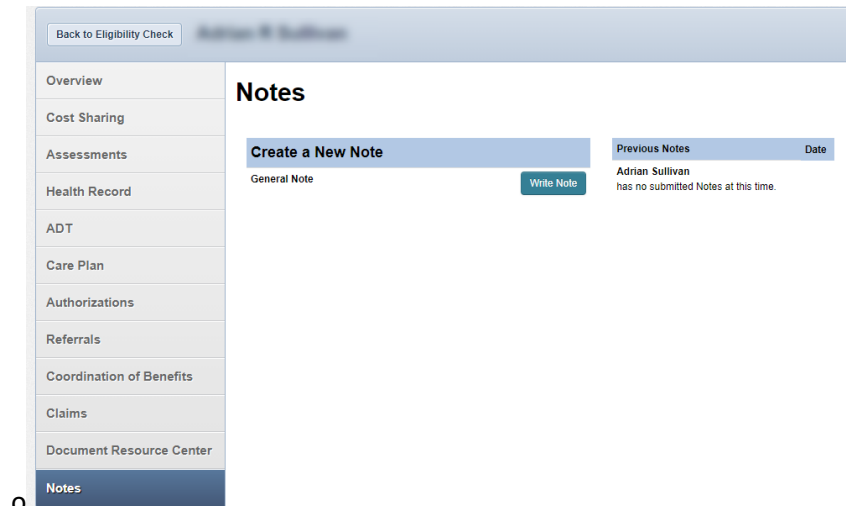 Back to Eligibility Check
Overview
Cost Sharing
Assessments
Health Record
ADT
Care Plan
Authorizations
Referrals
Coordination of Benefits
Claims
Document Resource Center
Notes
Notes
Create a New Note
General Note
Write Note
Previous Notes Date
Adrian Sullivan
has no submitted Notes at this time.
o